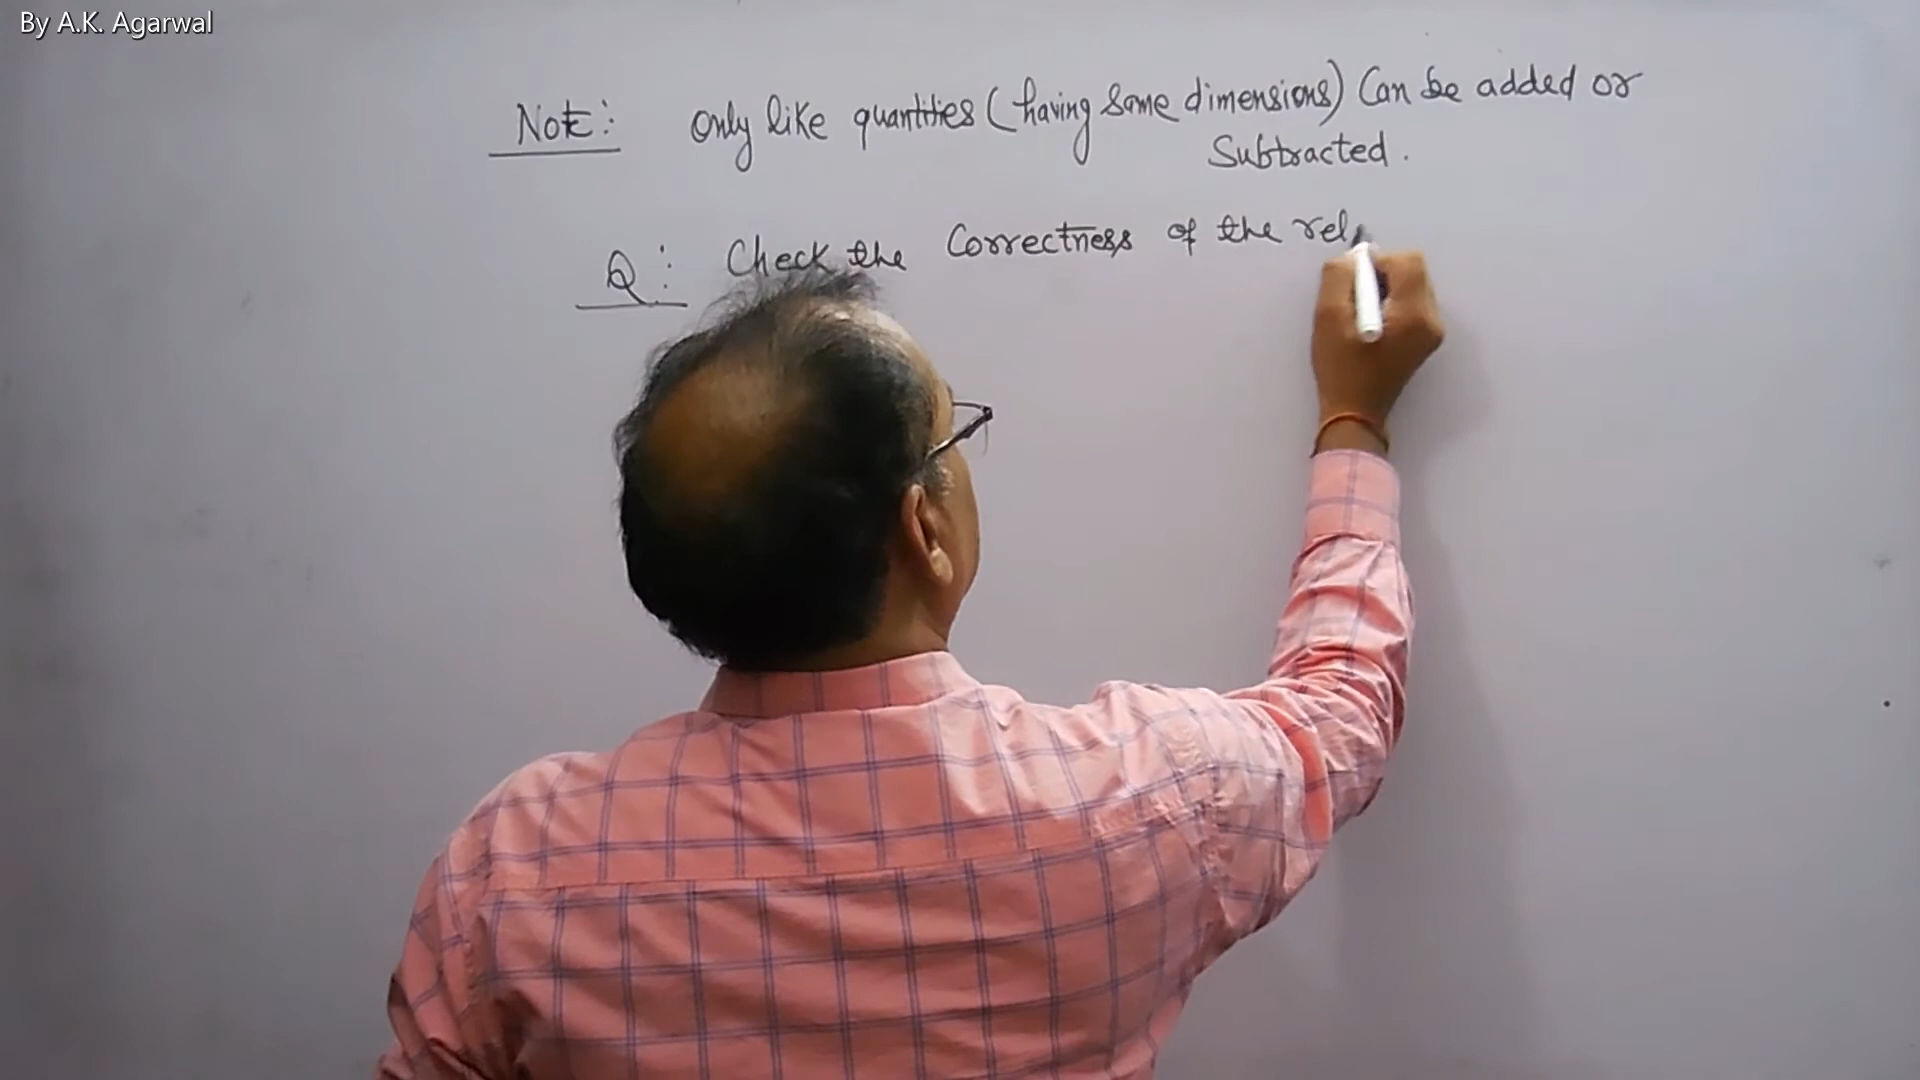 By A.K. Agarwal
Note: Only like quantities (having same dimensions) Can be added or
Subtracted.
Q: Check the Correctness of the rel